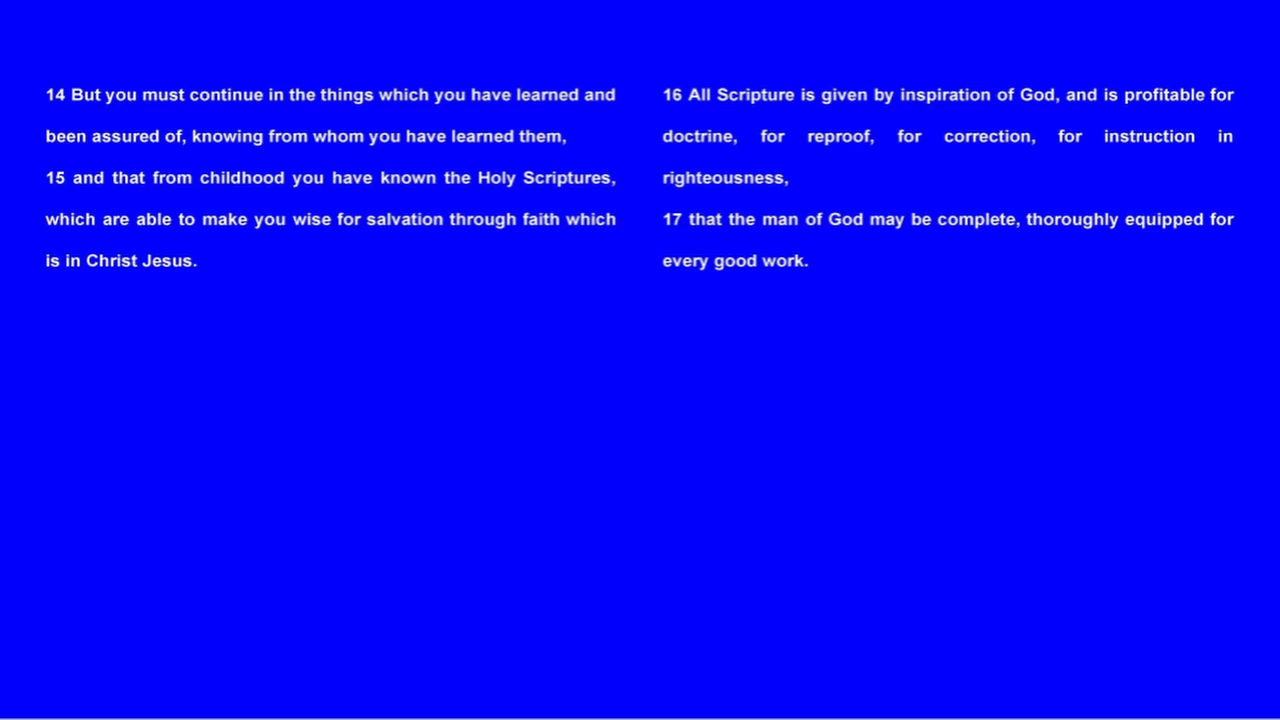 14 But you must continue in the things which you have learned and
been assured of, knowing from whom you have learned them,
15 and that from childhood you have known the Holy Scriptures,
which are able to make you wise for salvation through faith which
is in Christ Jesus.
16 All Scripture is given by inspiration of God, and is profitable for
doctrine, for reproof, for correction, for instruction in
righteousness,
17 that the man of God may be complete, thoroughly equipped for
every good work.